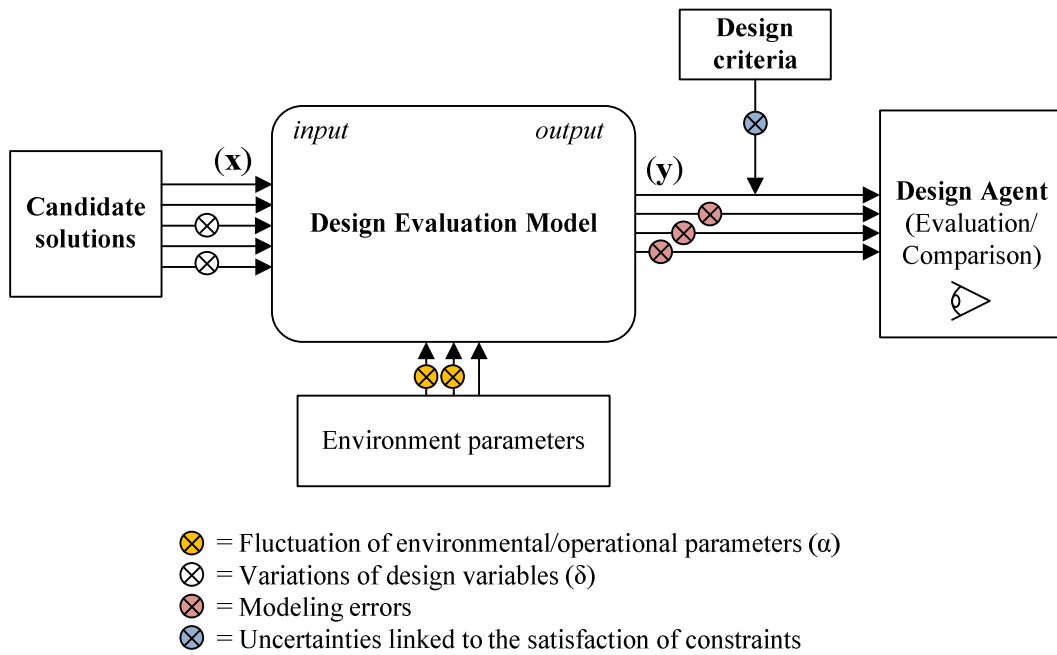 Design
criteria
input
output
(x)
(y)
Candidate
solutions
Design Evaluation Model
Design Agent
(Evaluation/
Comparison)
Environment parameters
= Fluctuation of environmental/operational parameters (α)
= Variations of design variables (δ)
= Modeling errors
= Uncertainties linked to the satisfaction of constraints